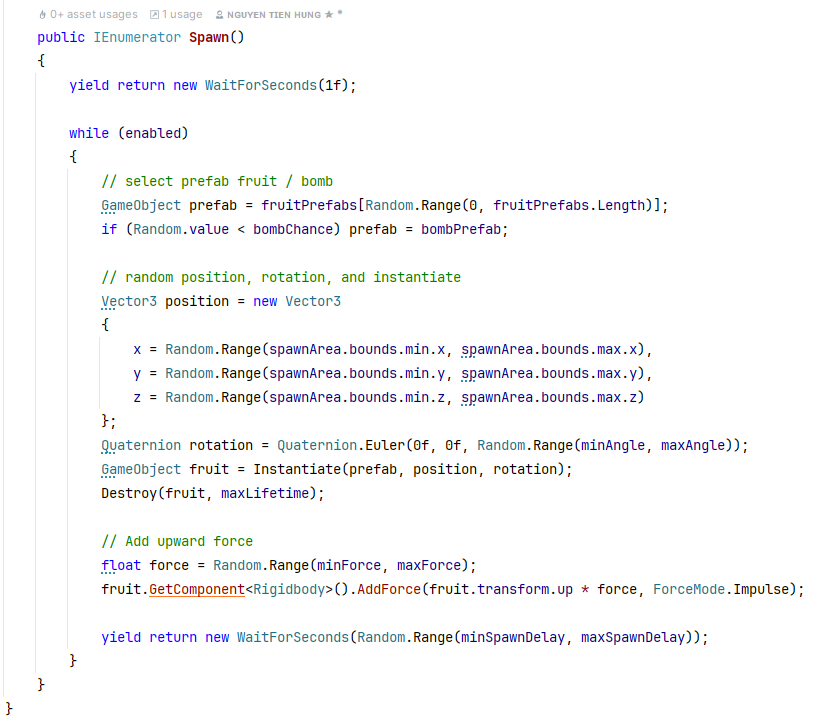 0+ asset usages 1 usage NGUYEN TIEN HUNG ★ *
public IEnumerator Spawn()
{
yield return new WaitForSeconds(1f);
while (enabled)
{
// select prefab fruit / bomb
GameObject prefab = fruitPrefabs[Random.Range(0, fruitPrefabs.Length)];
if (Random.value < bombChance) prefab = bombPrefab;
// random position, rotation, and instantiate
Vector3 position = new Vector3
{
x = Random.Range(spawnArea.bounds.min.x, spawnArea.bounds.max.x),
y = Random.Range(spawnArea.bounds.min.y, spawnArea.bounds.max.y),
z = Random.Range(spawnArea.bounds.min.z, spawnArea.bounds.max.z)
};
Quaternion rotation = Quaternion.Euler(0f, 0f, Random.Range(minAngle, maxAngle));
GameObject fruit = Instantiate(prefab, position, rotation);
Destroy(fruit, maxLifetime);
// Add upward force
float force = Random.Range(minForce, maxForce);
fruit.GetComponent<Rigidbody>().AddForce(fruit.transform.up * force, ForceMode.Impulse);
yield return new WaitForSeconds(Random.Range(minSpawnDelay, maxSpawnDelay));
}
}
}